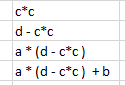 c*c
d - c*c
a * (d - c*c )
a * (d - c*c )  + b